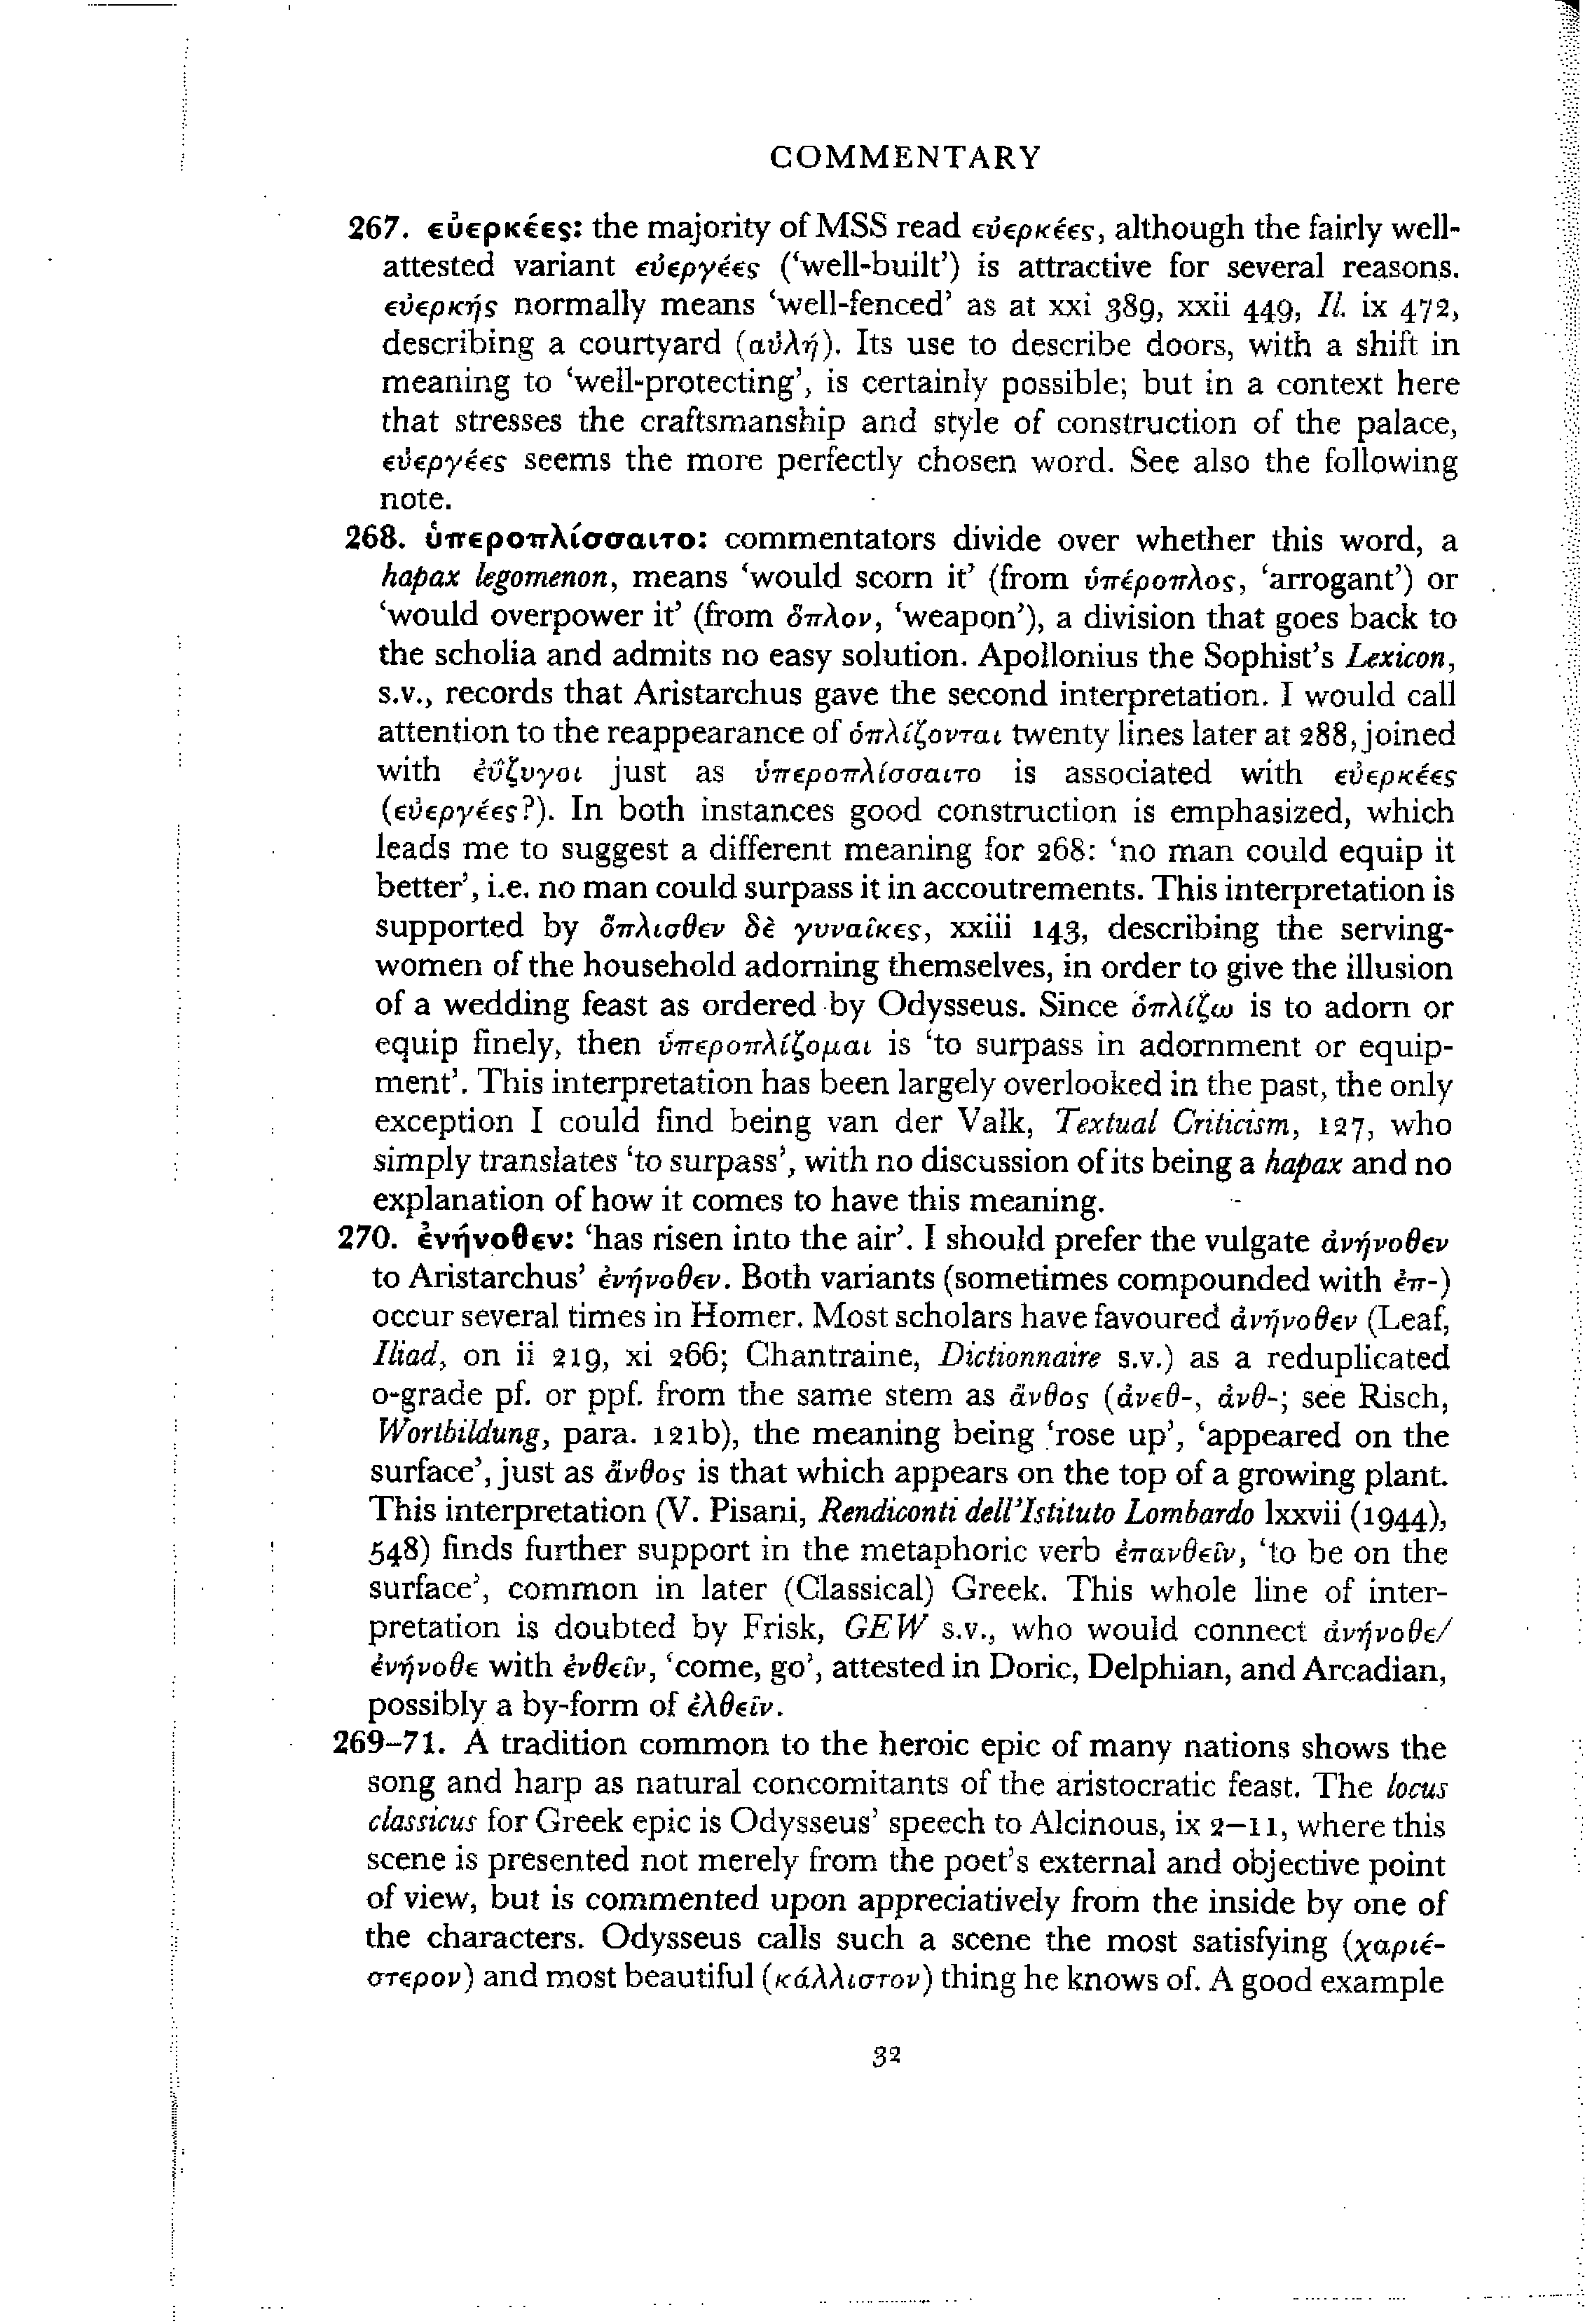 COMMENTARY
267. εὐερκέες: the majority of MSS read εὐερκέες, although the fairly well-
attested variant εὐεργέες (‘well-built’) is attractive for several reasons.
εὐερκής normally means ‘well-fenced’ as at xxi 389, xxii 449, Il. ix 472,
describing a courtyard (αὐλή). Its use to describe doors, with a shift in
meaning to ‘well-protecting’, is certainly possible; but in a context here
that stresses the craftsmanship and style of construction of the palace,
εὐεργέες seems the more perfectly chosen word. See also the following
note.
268. ὑπεροπλίσσαιτο: commentators divide over whether this word, a
hapax legomenon, means ‘would scorn it’ (from ὑπέροπλος, ‘arrogant’) or
‘would overpower it’ (from ὅπλον, ‘weapon’), a division that goes back to
the scholia and admits no easy solution. Apollonius the Sophist’s Lexicon,
s.v., records that Aristarchus gave the second interpretation. I would call
attention to the reappearance of ὁπλίζονται twenty lines later at 288, joined
with ἐΰζυγοι just as ὑπεροπλίσσαιτο is associated with εὐερκέες
(εὐεργέες?). In both instances good construction is emphasized, which
leads me to suggest a different meaning for 268: ‘no man could equip it
better’, i.e. no man could surpass it in accoutrements. This interpretation is
supported by ὅπλισθεν δὲ γυναῖκες, xxiii 143, describing the serving-
women of the household adorning themselves, in order to give the illusion
of a wedding feast as ordered by Odysseus. Since ὁπλίζω is to adorn or
equip finely, then ὑπεροπλίζομαι is ‘to surpass in adornment or equip-
ment’. This interpretation has been largely overlooked in the past, the only
exception I could find being van der Valk, Textual Criticism, 127, who
simply translates ‘to surpass’, with no discussion of its being a hapax and no
explanation of how it comes to have this meaning.
270. ἐνήνοθεν: ‘has risen into the air’. I should prefer the vulgate ἀνήνοθεν
to Aristarchus’ ἐνήνοθεν. Both variants (sometimes compounded with ἐπ-)
occur several times in Homer. Most scholars have favoured ἀνήνοθεν (Leaf,
Iliad, on ii 219, xi 266; Chantraine, Dictionnaire s.v.) as a reduplicated
o-grade pf. or ppf. from the same stem as ἄνθος (ἀνεθ-, ἀνθ-; see Risch,
Wortbildung, para. 121b), the meaning being ‘rose up’, ‘appeared on the
surface’, just as ἄνθος is that which appears on the top of a growing plant.
This interpretation (V. Pisani, Rendiconti dell’Istituto Lombardo lxxvii (1944),
548) finds further support in the metaphoric verb ἐπανθεῖν, ‘to be on the
surface’, common in later (Classical) Greek. This whole line of inter-
pretation is doubted by Frisk, GEW s.v., who would connect ἀνήνοθε/
ἐνήνοθε with ἐνθεῖν, ‘come, go’, attested in Doric, Delphian, and Arcadian,
possibly a by-form of ἐλθεῖν.
269–71. A tradition common to the heroic epic of many nations shows the
song and harp as natural concomitants of the aristocratic feast. The locus
classicus for Greek epic is Odysseus’ speech to Alcinous, ix 2–11, where this
scene is presented not merely from the poet’s external and objective point
of view, but is commented upon appreciatively from the inside by one of
the characters. Odysseus calls such a scene the most satisfying (χαριέ-
στερον) and most beautiful (κάλλιστον) thing he knows of. A good example
32